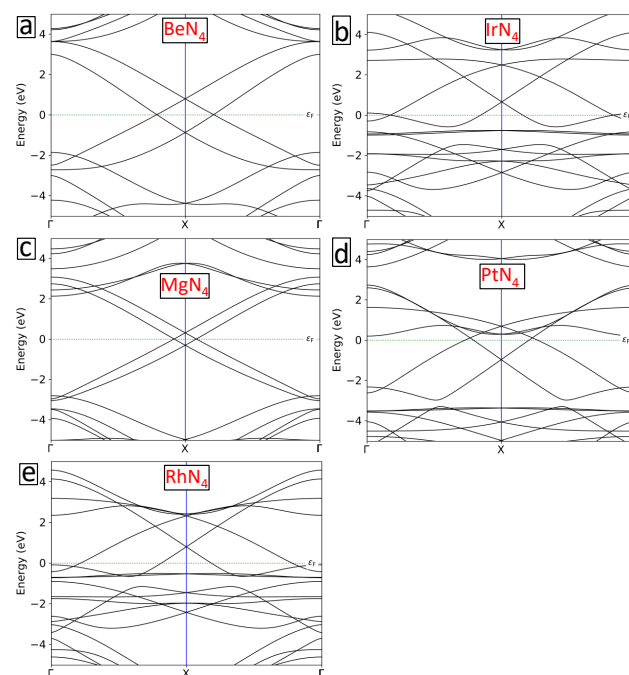 a
BeN4
4
2
0
−2
−4
Energy (eV)
εF
Γ
X
Γ
b
IrN4
4
2
0
−2
−4
Energy (eV)
εF
Γ
X
Γ
c
MgN4
4
2
0
−2
−4
Energy (eV)
εF
Γ
X
Γ
d
PtN4
4
2
0
−2
−4
Energy (eV)
εF
Γ
X
Γ
e
RhN4
4
2
0
−2
−4
Energy (eV)
εF
Γ
X
Γ